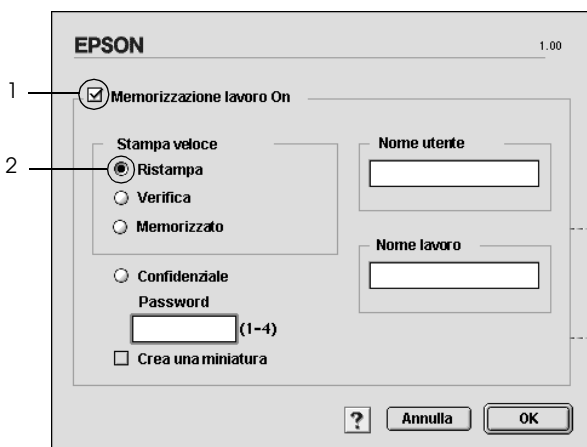 EPSON
1.00
1
Memorizzazione lavoro On
Stampa veloce
2
Ristampa
Verifica
Memorizzato
Confidenziale
Password
(1-4)
Crea una miniatura
Nome utente
Nome lavoro
?
Annulla
OK